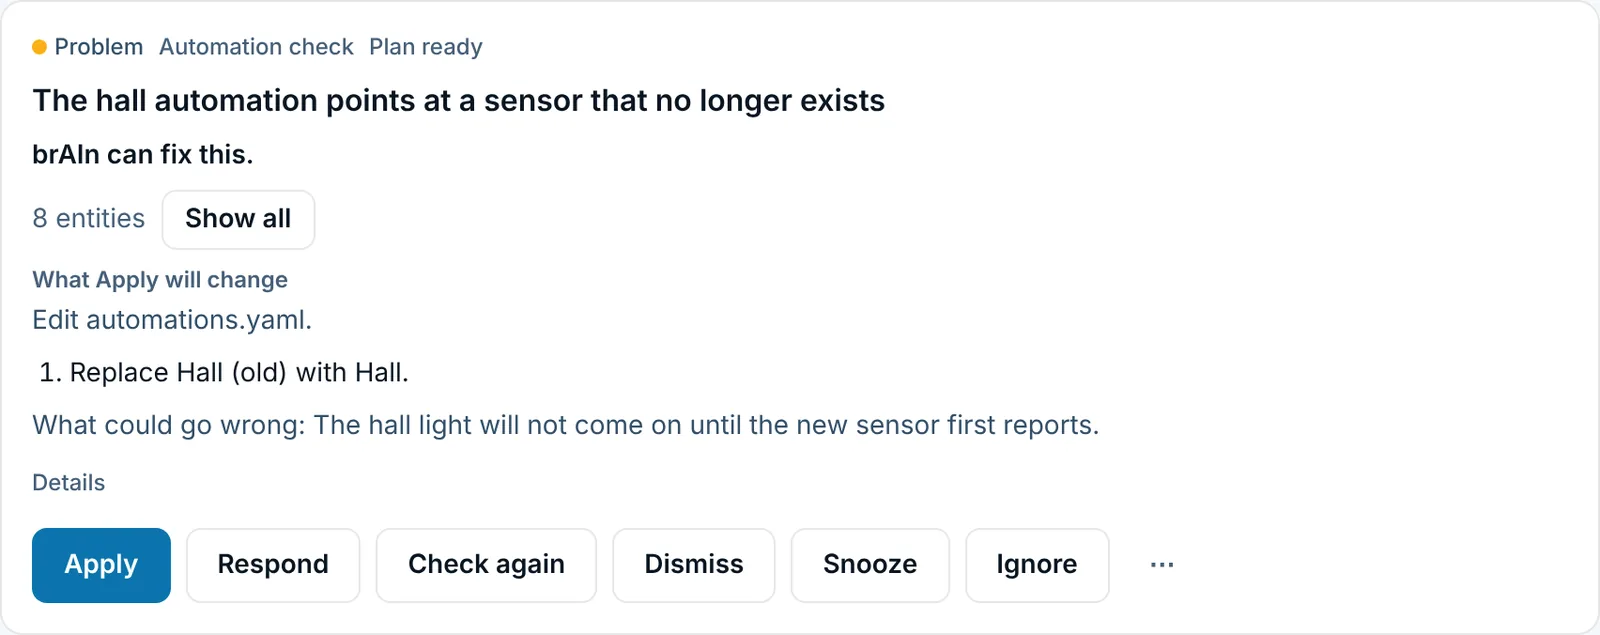 Problem Automation check Plan ready
The hall automation points at a sensor that no longer exists
brAIn can fix this.
8 entities Show all
What Apply will change
Edit automations.yaml.
1. Replace Hall (old) with Hall.
What could go wrong: The hall light will not come on until the new sensor first reports.
Details
Apply Respond Check again Dismiss Snooze Ignore ...